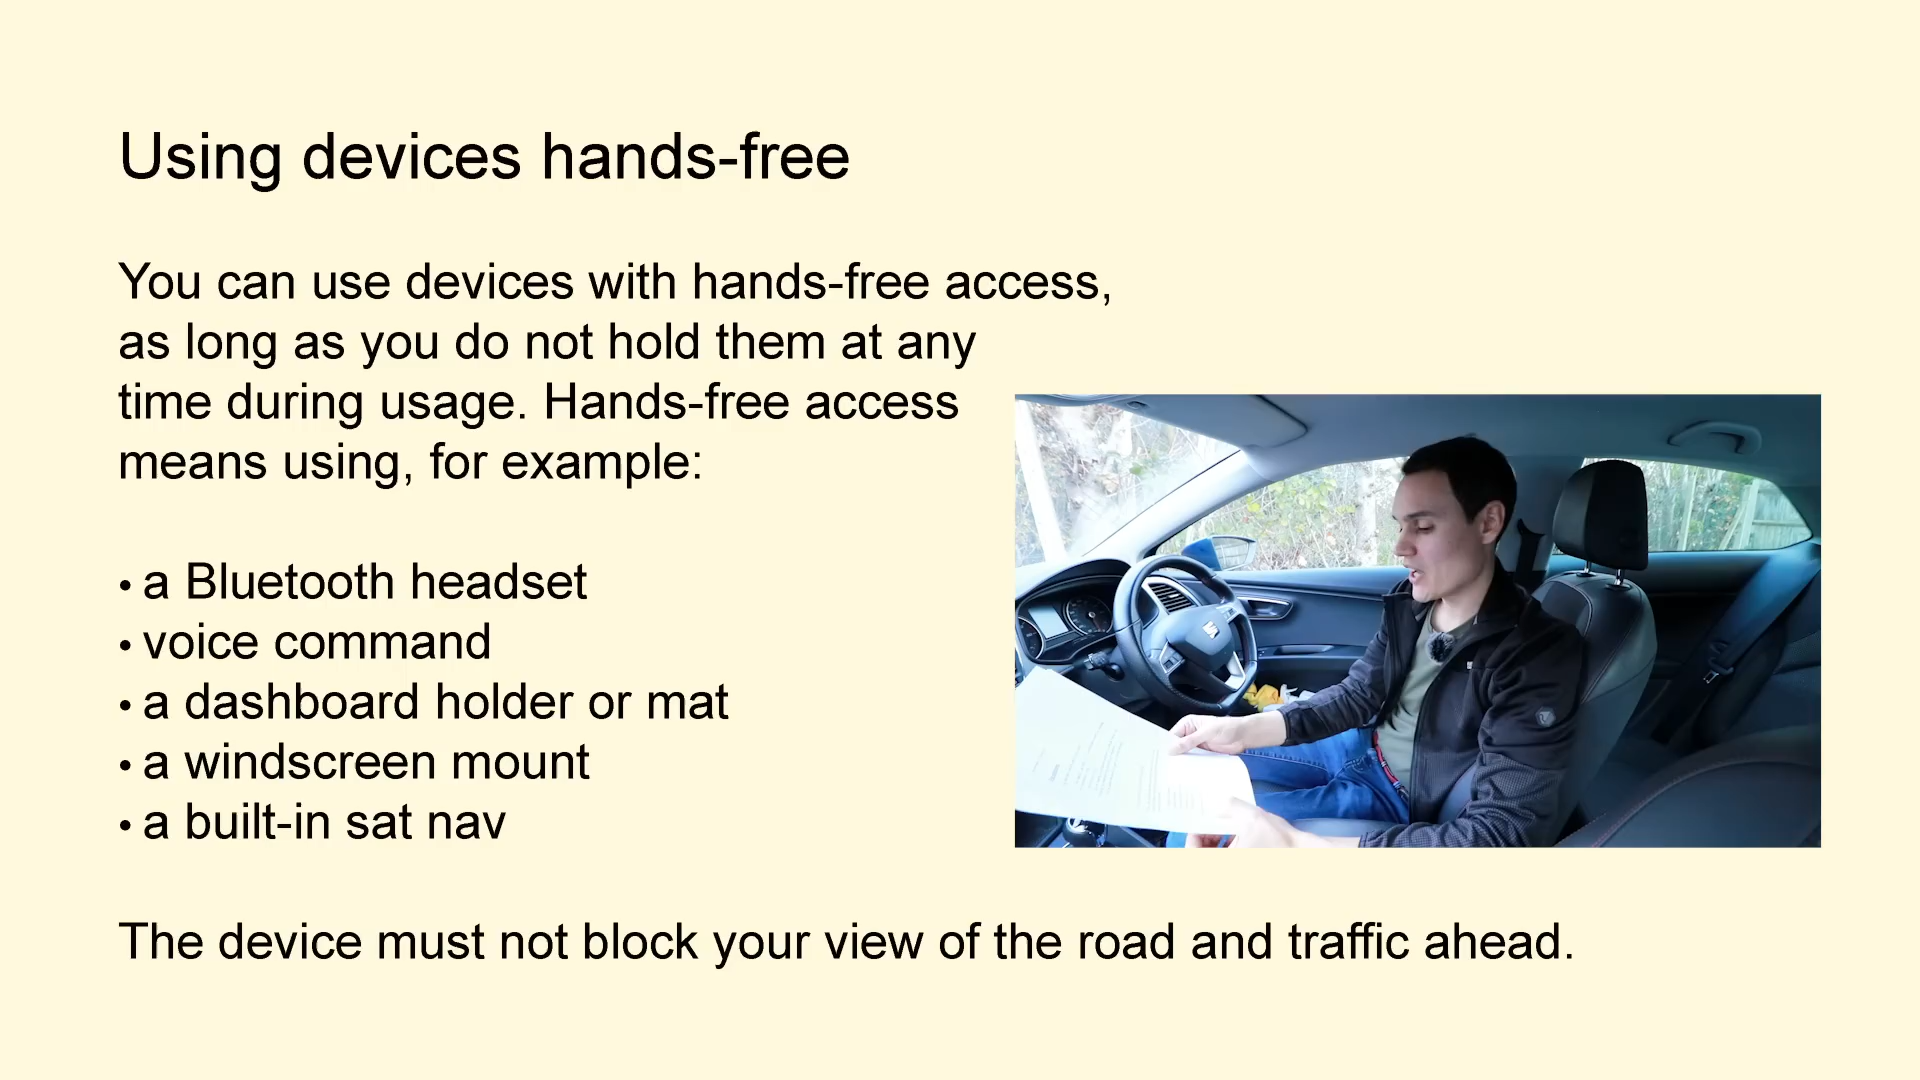 Using devices hands-free
You can use devices with hands-free access,
as long as you do not hold them at any
time during usage. Hands-free access
means using, for example:
• a Bluetooth headset
• voice command
• a dashboard holder or mat
• a windscreen mount
• a built-in sat nav
The device must not block your view of the road and traffic ahead.